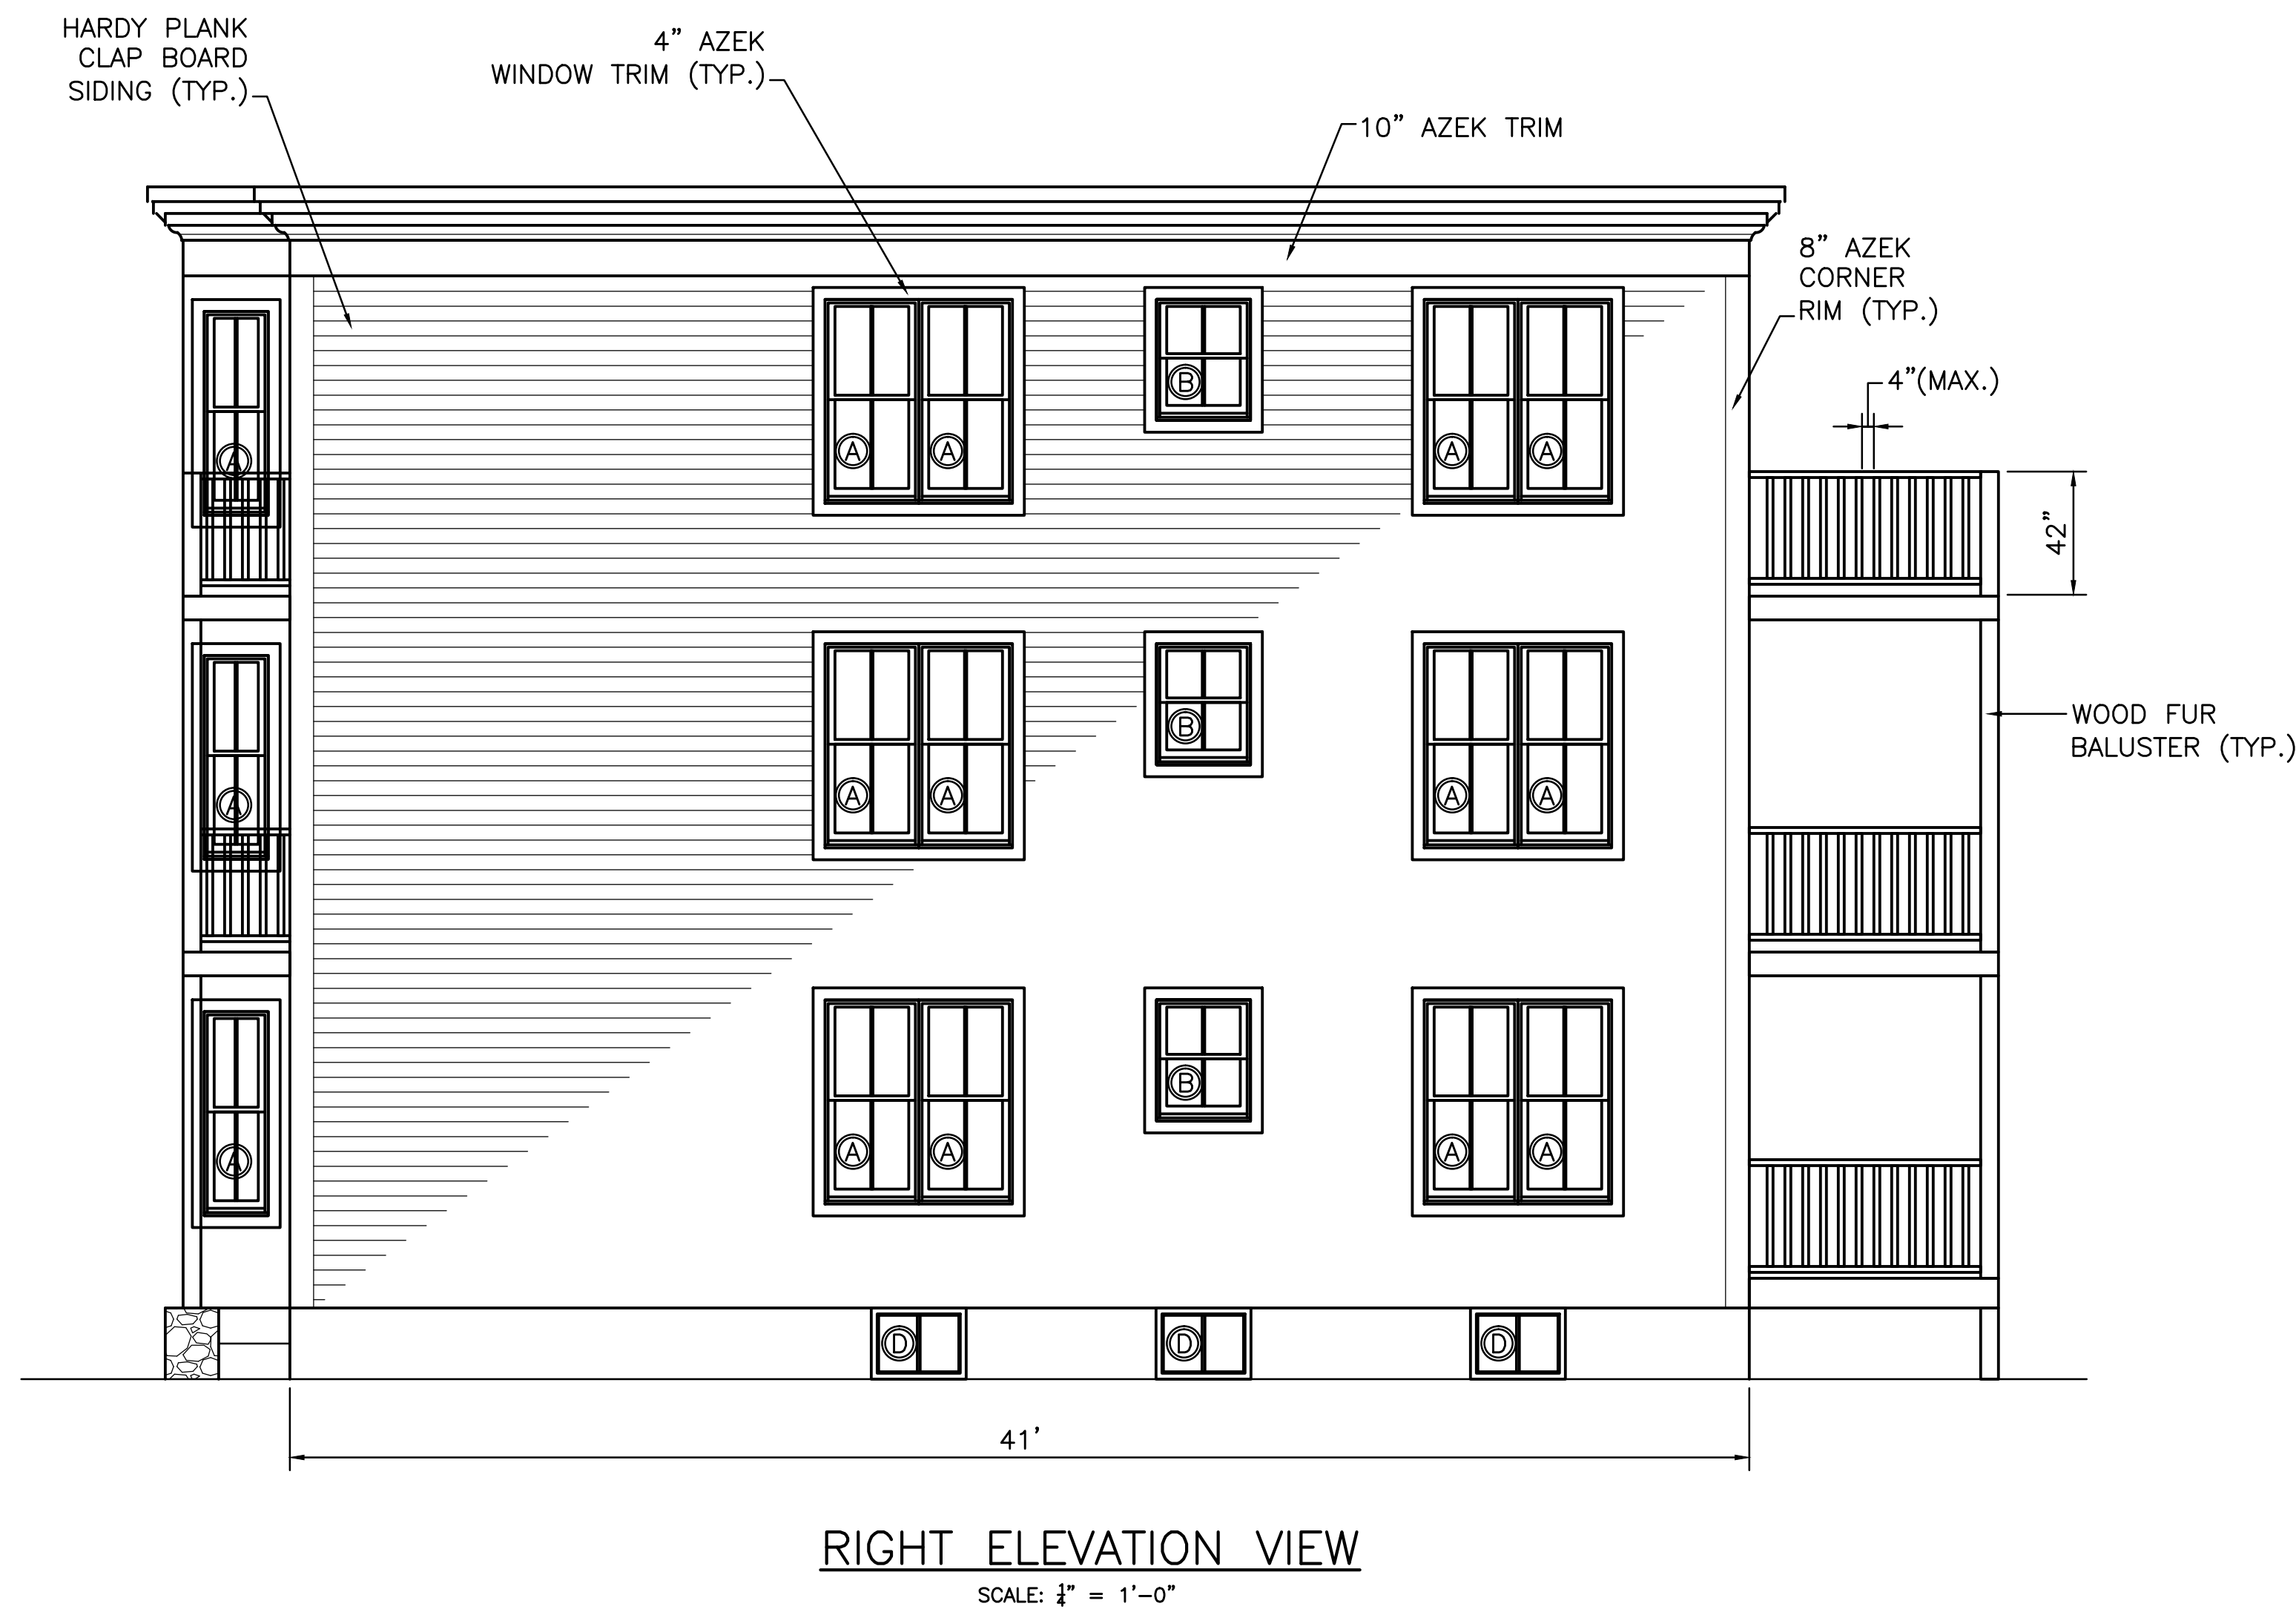 HARDY PLANK
CLAP BOARD
SIDING (TYP.)
4" AZEK
WINDOW TRIM (TYP.)
10" AZEK TRIM
8" AZEK
CORNER
RIM (TYP.)
4"(MAX.)
42"
WOOD FUR
BALUSTER (TYP.)
B
A A A A A
B
A A A A A
B
A A A A A
D D D
41'
RIGHT ELEVATION VIEW
SCALE: 1/4" = 1'-0"